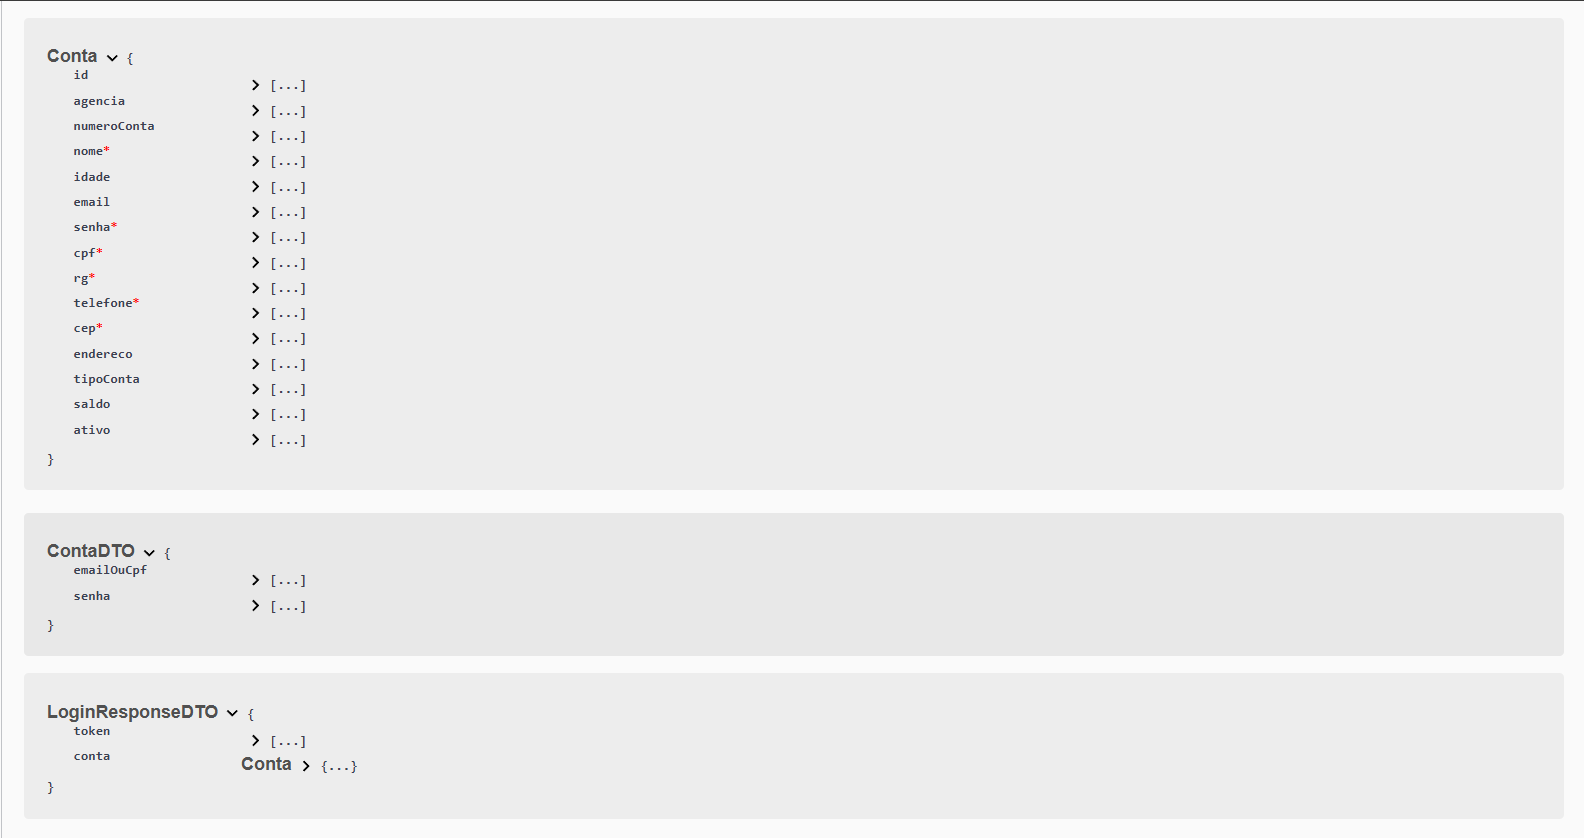 Conta {
id [...]
agencia [...]
numeroConta [...]
nome* [...]
idade [...]
email [...]
senha* [...]
cpf* [...]
rg* [...]
telefone* [...]
cep* [...]
endereco [...]
tipoConta [...]
saldo [...]
ativo [...]
}
ContaDTO {
emailOuCpf [...]
senha [...]
}
LoginResponseDTO {
token [...]
conta Conta {...}
}